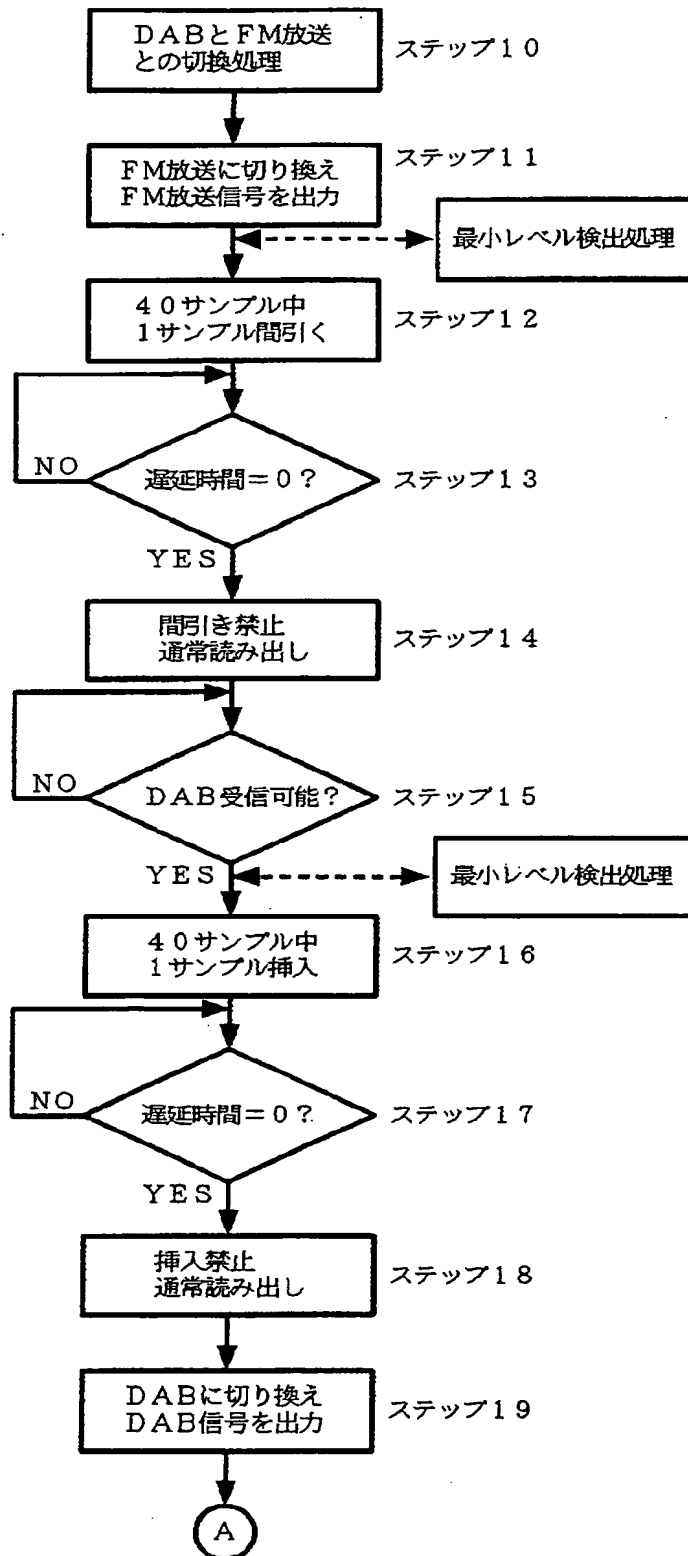 DABとFM放送
との切換処理
ステップ10
FM放送に切り換え
FM放送信号を出力
ステップ11
最小レベル検出処理
40サンプル中
1サンプル間引く
ステップ12
NO
遅延時間=0?
ステップ13
YES
間引き禁止
通常読み出し
ステップ14
NO
DAB受信可能?
ステップ15
YES
最小レベル検出処理
40サンプル中
1サンプル挿入
ステップ16
NO
遅延時間=0?
ステップ17
YES
挿入禁止
通常読み出し
ステップ18
DABに切り換え
DAB信号を出力
ステップ19
A